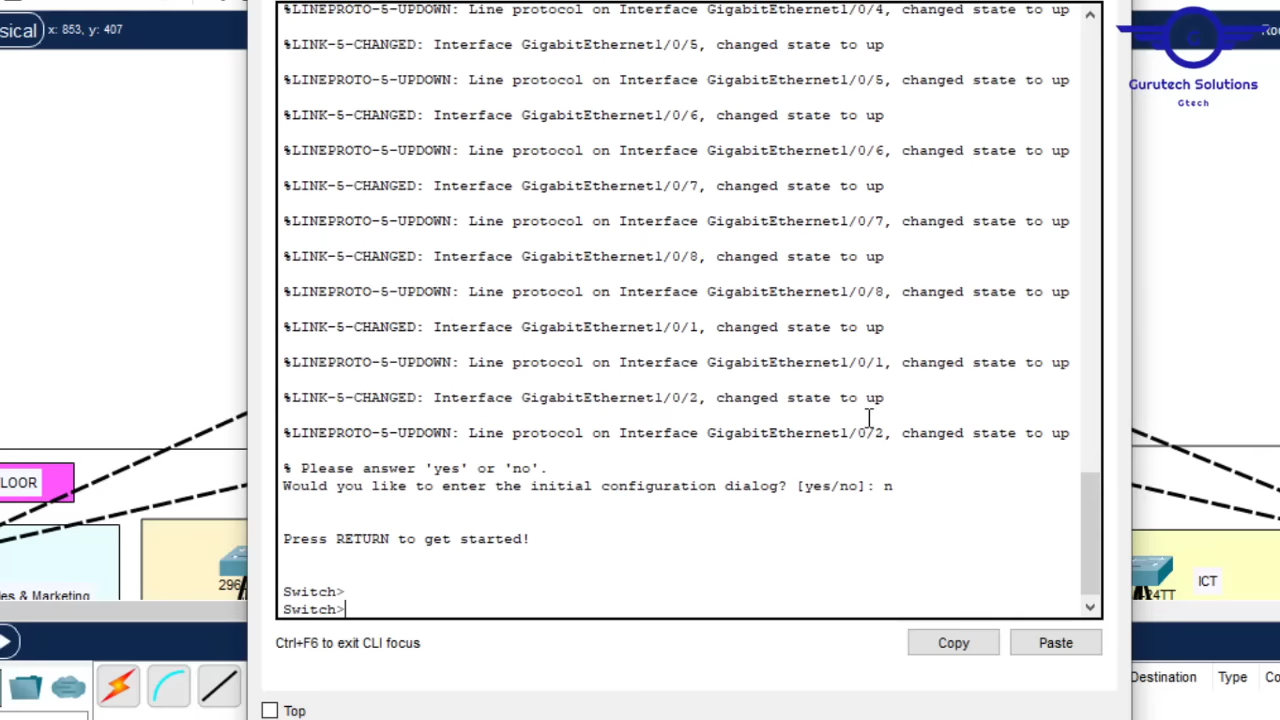 %LINEPROTO-5-UPDOWN: Line protocol on Interface GigabitEthernet1/0/4, changed state to up
sical
x: 853, y: 407
%LINK-5-CHANGED: Interface GigabitEthernet1/0/5, changed state to up
%LINEPROTO-5-UPDOWN: Line protocol on Interface GigabitEthernet1/0/5, changed state to up
Gurutech Solutions
Gtech
%LINK-5-CHANGED: Interface GigabitEthernet1/0/6, changed state to up
%LINEPROTO-5-UPDOWN: Line protocol on Interface GigabitEthernet1/0/6, changed state to up
%LINK-5-CHANGED: Interface GigabitEthernet1/0/7, changed state to up
%LINEPROTO-5-UPDOWN: Line protocol on Interface GigabitEthernet1/0/7, changed state to up
%LINK-5-CHANGED: Interface GigabitEthernet1/0/8, changed state to up
%LINEPROTO-5-UPDOWN: Line protocol on Interface GigabitEthernet1/0/8, changed state to up
%LINK-5-CHANGED: Interface GigabitEthernet1/0/1, changed state to up
%LINEPROTO-5-UPDOWN: Line protocol on Interface GigabitEthernet1/0/1, changed state to up
%LINK-5-CHANGED: Interface GigabitEthernet1/0/2, changed state to up
%LINEPROTO-5-UPDOWN: Line protocol on Interface GigabitEthernet1/0/2, changed state to up
% Please answer 'yes' or 'no'.
Would you like to enter the initial configuration dialog? [yes/no]: n
Press RETURN to get started!
Switch>
Switch>
LOOR
296
es & Marketing
-24TT
ICT
Ctrl+F6 to exit CLI focus
Copy
Paste
Destination
Type
Co
Top